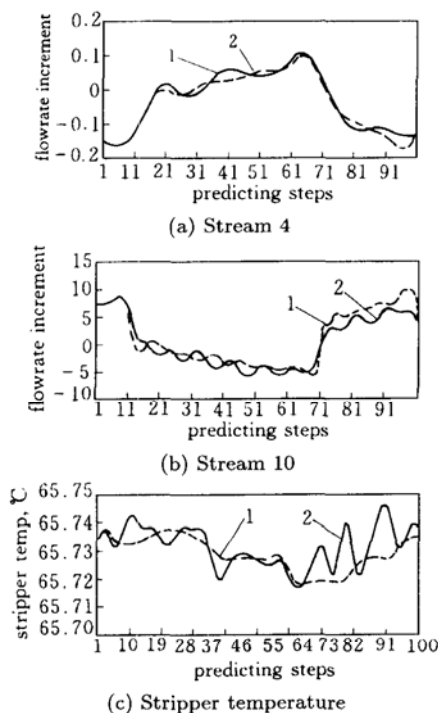 flowrate increment
0.2
0.1
0
−0.1
−0.2
1
2
1 11 21 31 41 51 61 71 81 91
predicting steps
(a) Stream 4
flowrate increment
15
10
5
0
−5
−10
1
2
1 11 21 31 41 51 61 71 81 91
predicting steps
(b) Stream 10
stripper temp, ℃
65.75
65.74
65.73
65.72
65.71
65.70
1
2
1 10 19 28 37 46 55 64 73 82 91 100
predicting steps
(c) Stripper temperature